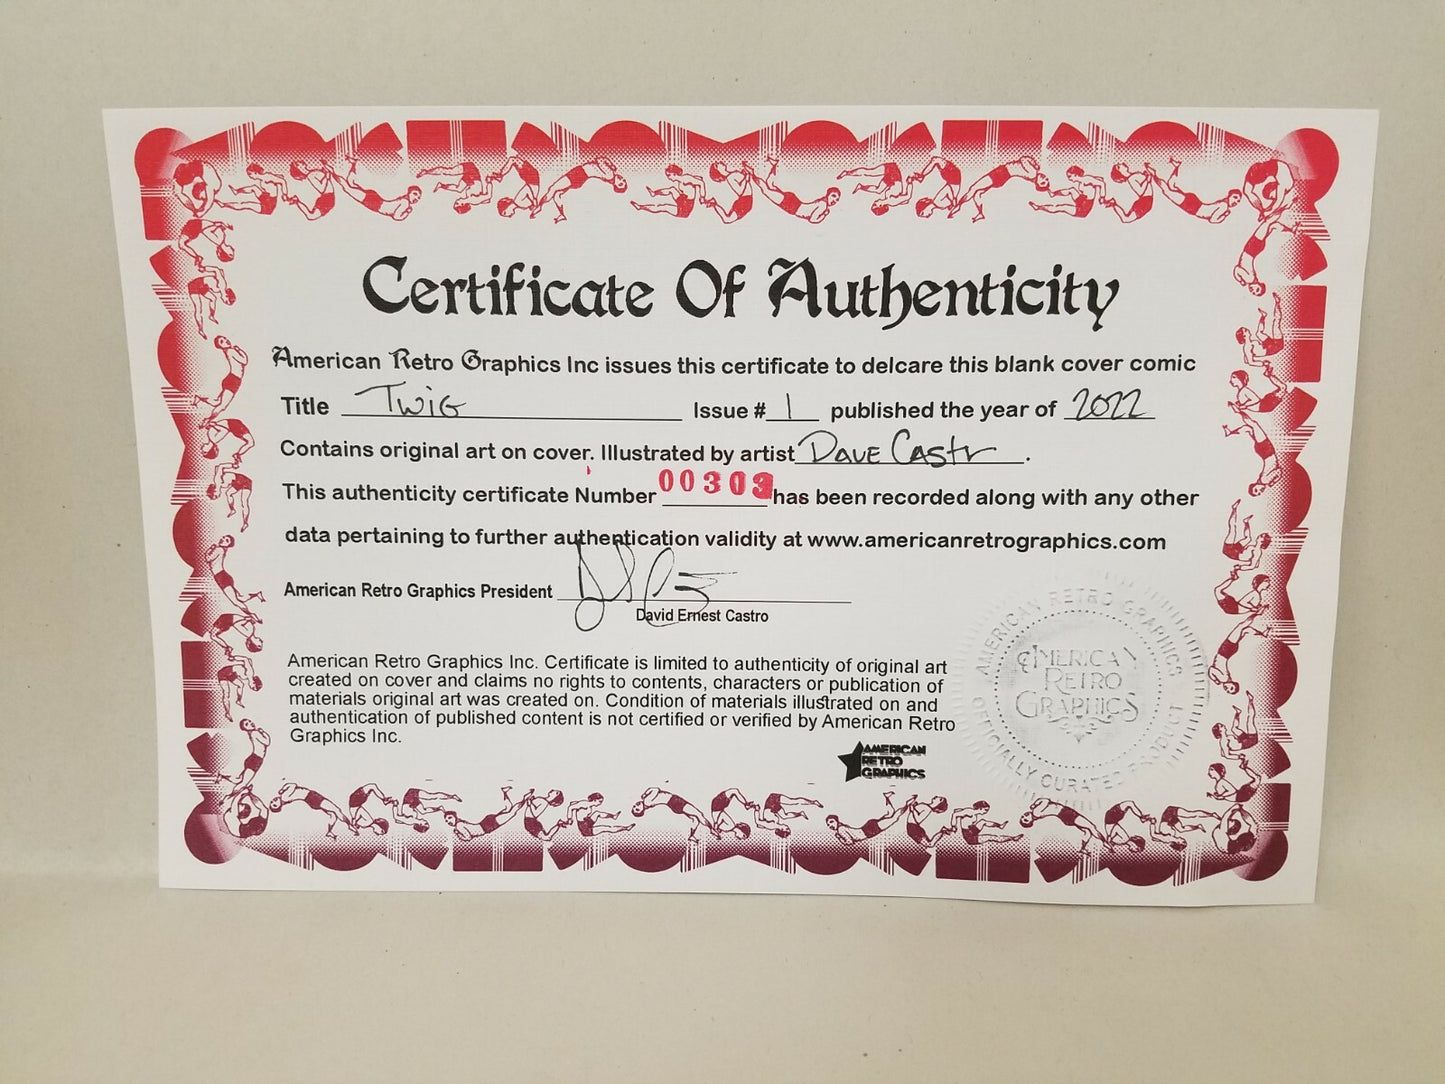 Certificate Of Authenticity
American Retro Graphics Inc issues this certificate to delcare this blank cover comic
Title Twig Issue # 1 published the year of 2022
Contains original art on cover. Illustrated by artist Dave Castr .
This authenticity certificate Number 00303 has been recorded along with any other
data pertaining to further authentication validity at www.americanretrographics.com
American Retro Graphics President
David Ernest Castro
American Retro Graphics Inc. Certificate is limited to authenticity of original art
created on cover and claims no rights to contents, characters or publication of
materials original art was created on. Condition of materials illustrated on and
authentication of published content is not certified or verified by American Retro
Graphics Inc.
AMERICAN
RETRO
GRAPHICS
AMERICAN RETRO GRAPHICS
AMERICAN
RETRO
GRAPHICS
OFFICIALLY CURATED PRODUCT